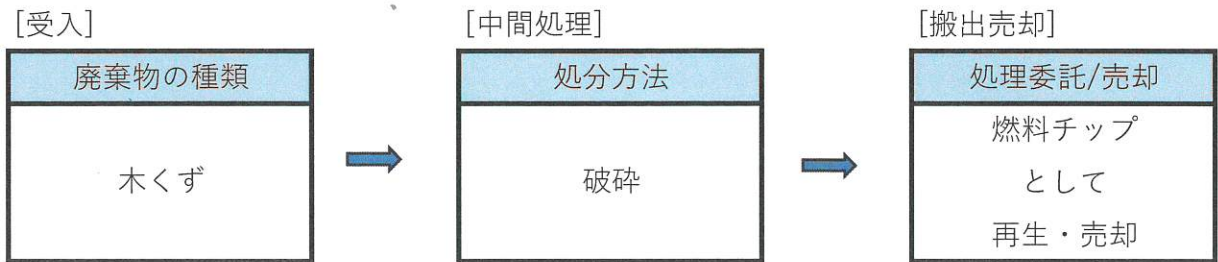 [受入]
廃棄物の種類
木くず
[中間処理]
処分方法
破砕
[搬出売却]
処理委託/売却
燃料チップ
として
再生・売却